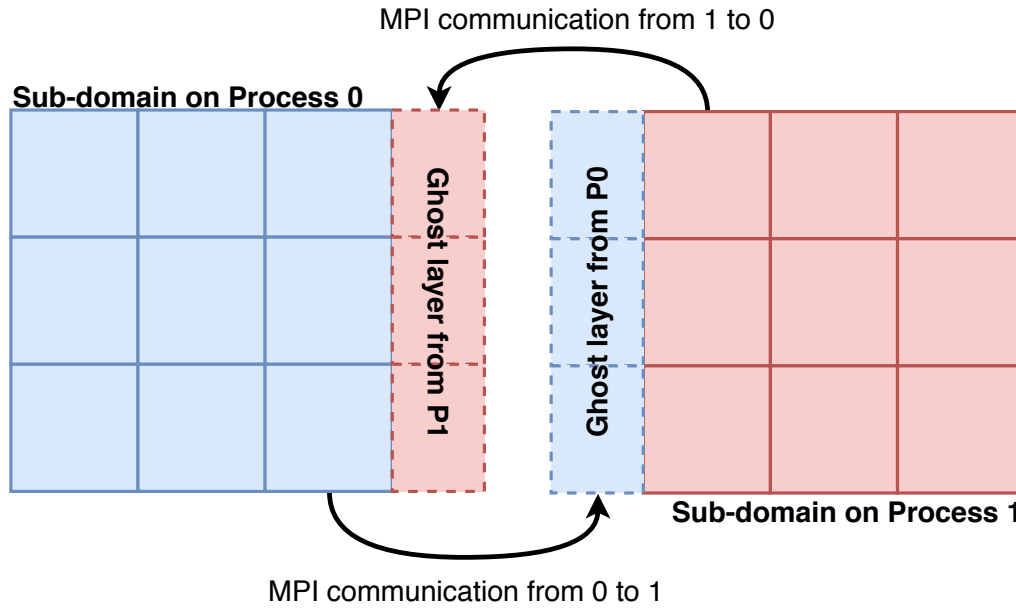 MPI communication from 1 to 0
Sub-domain on Process 0
Ghost layer from P1
Ghost layer from P0
Sub-domain on Process 1
MPI communication from 0 to 1